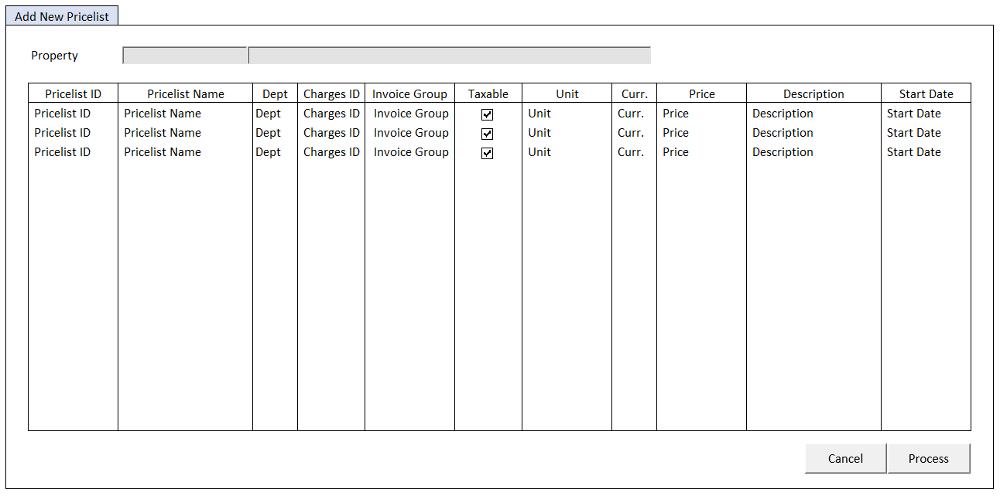 Add New Pricelist
Property
Pricelist ID Pricelist Name Dept Charges ID Invoice Group Taxable Unit Curr. Price Description Start Date
Pricelist ID Pricelist Name Dept Charges ID Invoice Group Unit Curr. Price Description Start Date
Pricelist ID Pricelist Name Dept Charges ID Invoice Group Unit Curr. Price Description Start Date
Pricelist ID Pricelist Name Dept Charges ID Invoice Group Unit Curr. Price Description Start Date
Cancel Process